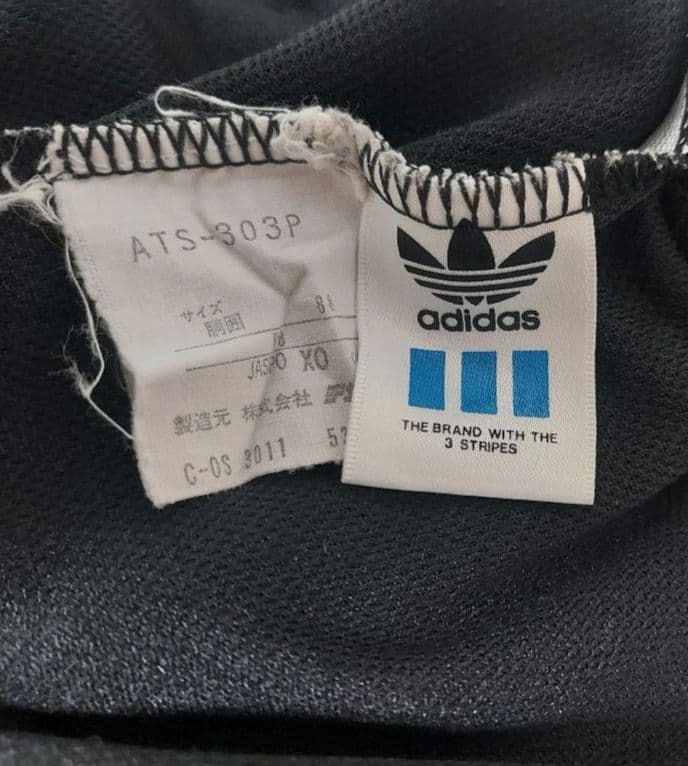 ATS-303P
サイズ
胴囲
JASPO XO
製造元 株式会社
C-OS 3011 53
adidas
THE BRAND WITH THE
3 STRIPES